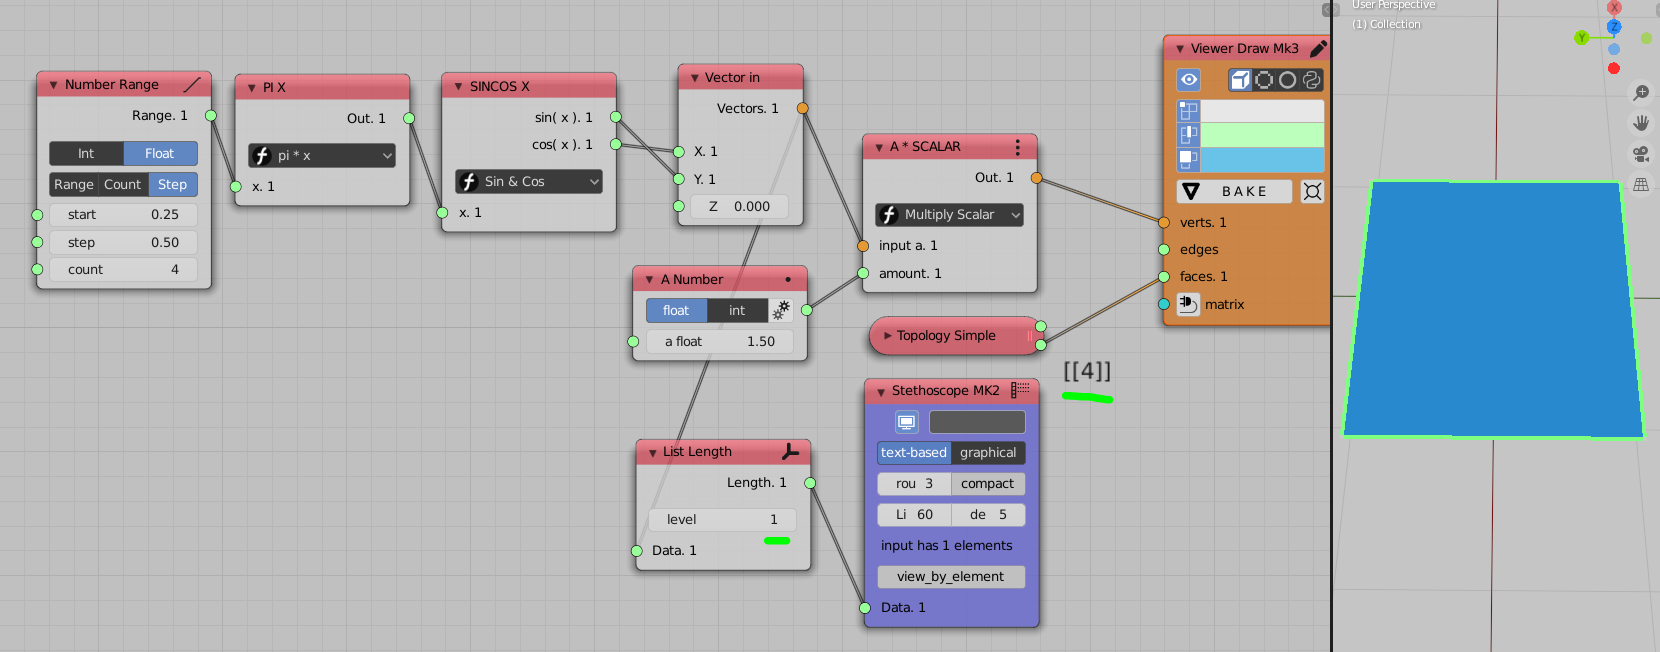 Number Range
Range. 1
Int Float
Range Count Step
start 0.25
step 0.50
count 4
PI X
Out. 1
pi * x
x. 1
SINCOS X
sin( x ). 1
cos( x ). 1
Sin & Cos
x. 1
Vector in
Vectors. 1
X. 1
Y. 1
Z 0.000
A Number
float int
a float 1.50
List Length
Length. 1
level 1
Data. 1
A * SCALAR
Out. 1
Multiply Scalar
input a. 1
amount. 1
Topology Simple
[[4]]
Stethoscope MK2
text-based graphical
rou 3 compact
Li 60 de 5
input has 1 elements
view_by_element
Data. 1
Viewer Draw Mk3
B A K E
verts. 1
edges
faces. 1
matrix
User Perspective
(1) Collection
X
Z
Y